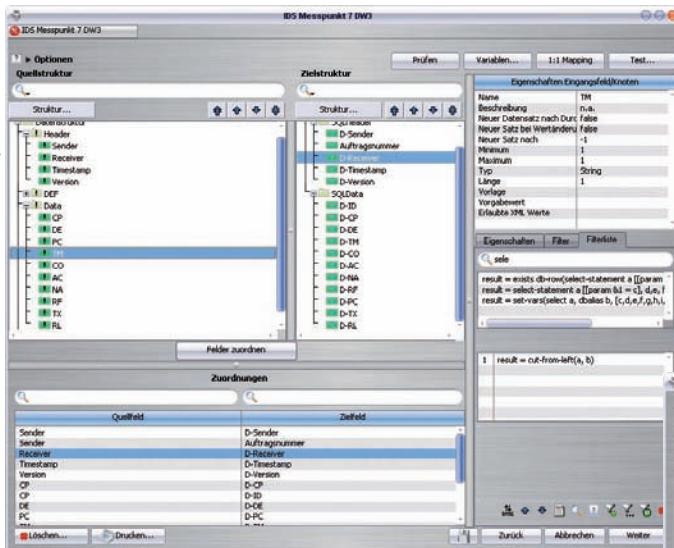 IDS Messpunkt 7 DW3
IDS Messpunkt 7 DW3
Optionen
Prüfen
Variablen...
1:1 Mapping
Test...
Quellstruktur
Struktur...
Datenstruktur
Header
Sender
Receiver
Timestamp
Version
DEF
Data
CP
DE
PC
TM
CO
AC
NA
RF
TX
RL
Zielstruktur
Struktur...
SQLHeader
D-Sender
Auftragsnummer
D-Receiver
D-Timestamp
D-Version
SQLData
D-ID
D-CP
D-DE
D-TM
D-CO
D-AC
D-NA
D-RF
D-PC
D-TX
D-RL
Felder zuordnen
Eigenschaften Eingangsfeld/Knoten
Name TM
Beschreibung n.a.
Neuer Datensatz nach Durc false
Neuer Satz bei Wertänderu false
Neuer Satz nach -1
Minimum 1
Maximum 1
Typ String
Länge 1
Vorlage
Vorgabewert
Erlaubte XML Werte
Eigenschaften Filter Filterliste
sele
result = exists db-row(select-statement a [[param
result = select-statement a [[param &1 = c], d,e, f
result = set-vars(select a, dbalias b, [c,d,e,f,g,h,i,
1 result = cut-from-left(a, b)
Zuordnungen
Quellfeld Zielfeld
Sender D-Sender
Sender Auftragsnummer
Receiver D-Receiver
Timestamp D-Timestamp
Version D-Version
CP D-CP
CP D-ID
DE D-DE
PC D-PC
TM D-TM
Löschen...
Drucken...
Zurück
Abbrechen
Weiter